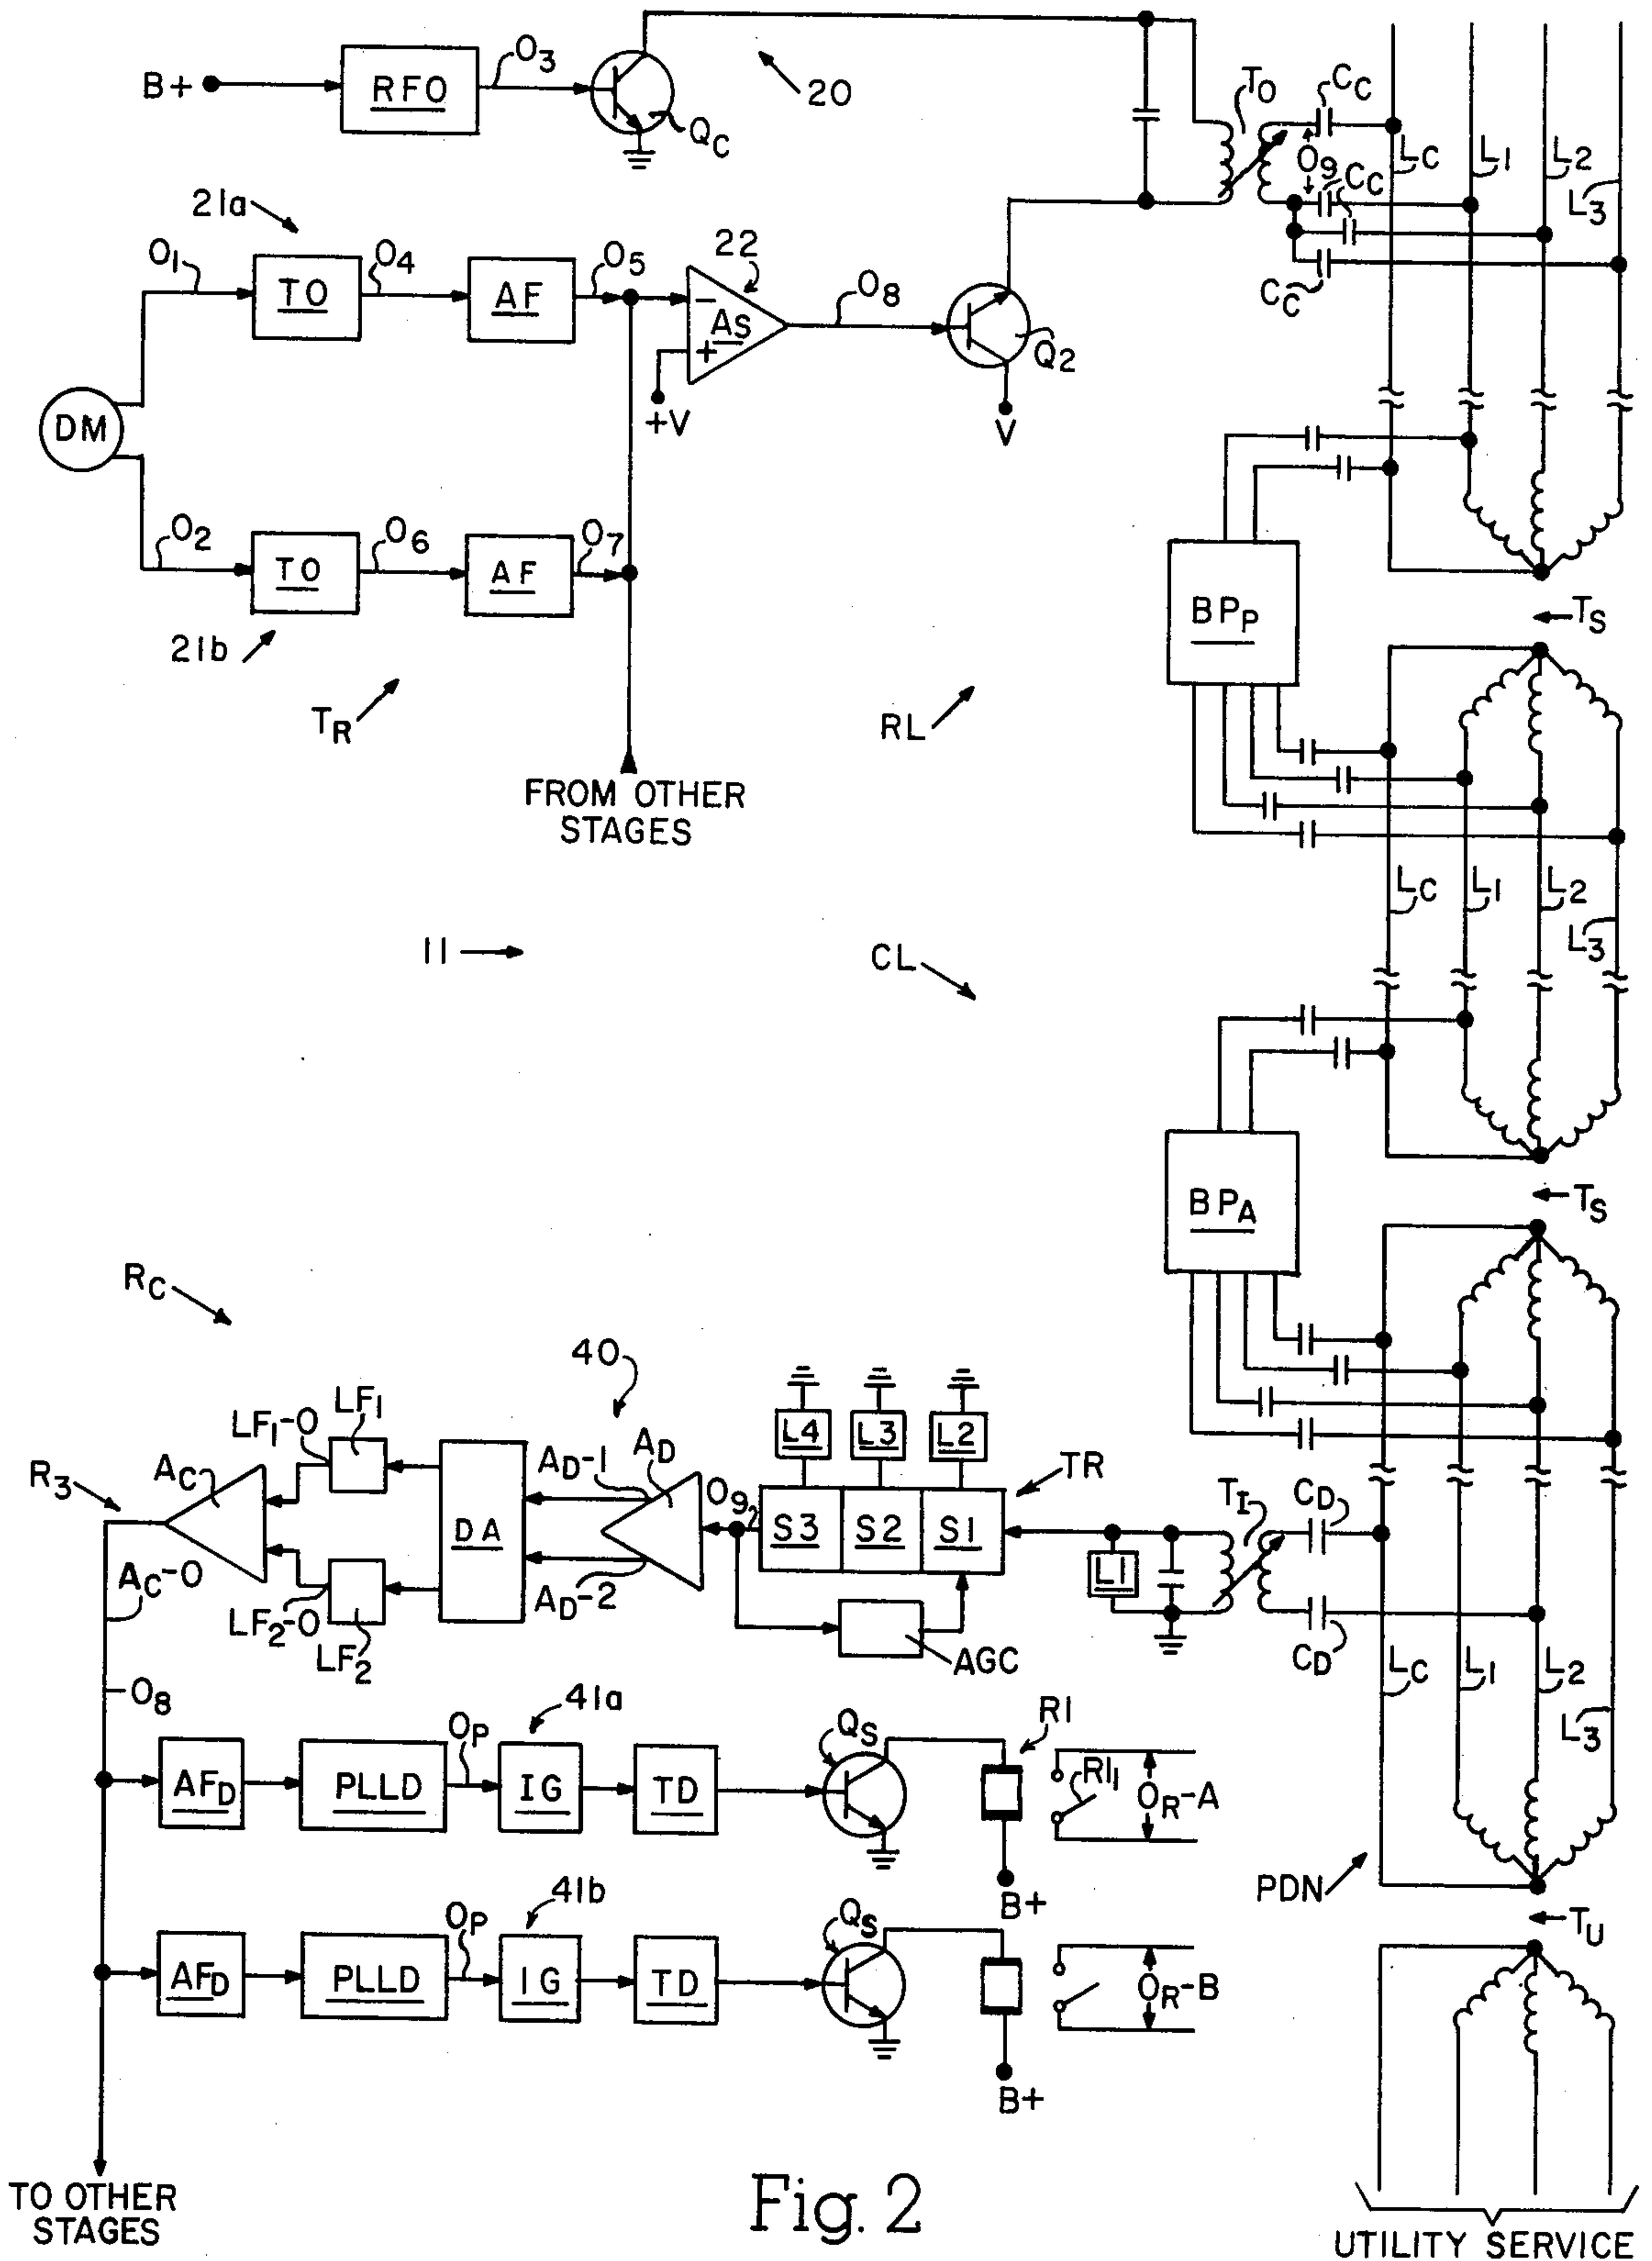 B+
RFO
O3
QC
20
TO
CC
O9
CC
CC
LC
L1
L2
L3
21a
O1
TO
O4
AF
O5
22
-
AS
+
+V
O8
Q2
V
DM
O2
TO
O6
AF
O7
21b
TR
FROM OTHER
STAGES
RL
BPP
TS
LC
L1
L2
L3
11
CL
BPA
TS
RC
40
LF1-O
LF1
R3
AC
DA
AD-1
AD
O92
L4
L3
L2
S3
S2
S1
TR
L1
TI
CD
AC-O
LF2-O
LF2
AD-2
AGC
CD
LC
L1
L2
L3
O8
AFD
PLLD
OP
41a
IG
TD
QS
R1
R11
OR-A
B+
PDN
AFD
PLLD
OP
41b
IG
TD
QS
OR-B
B+
TU
TO OTHER
STAGES
Fig. 2
UTILITY SERVICE